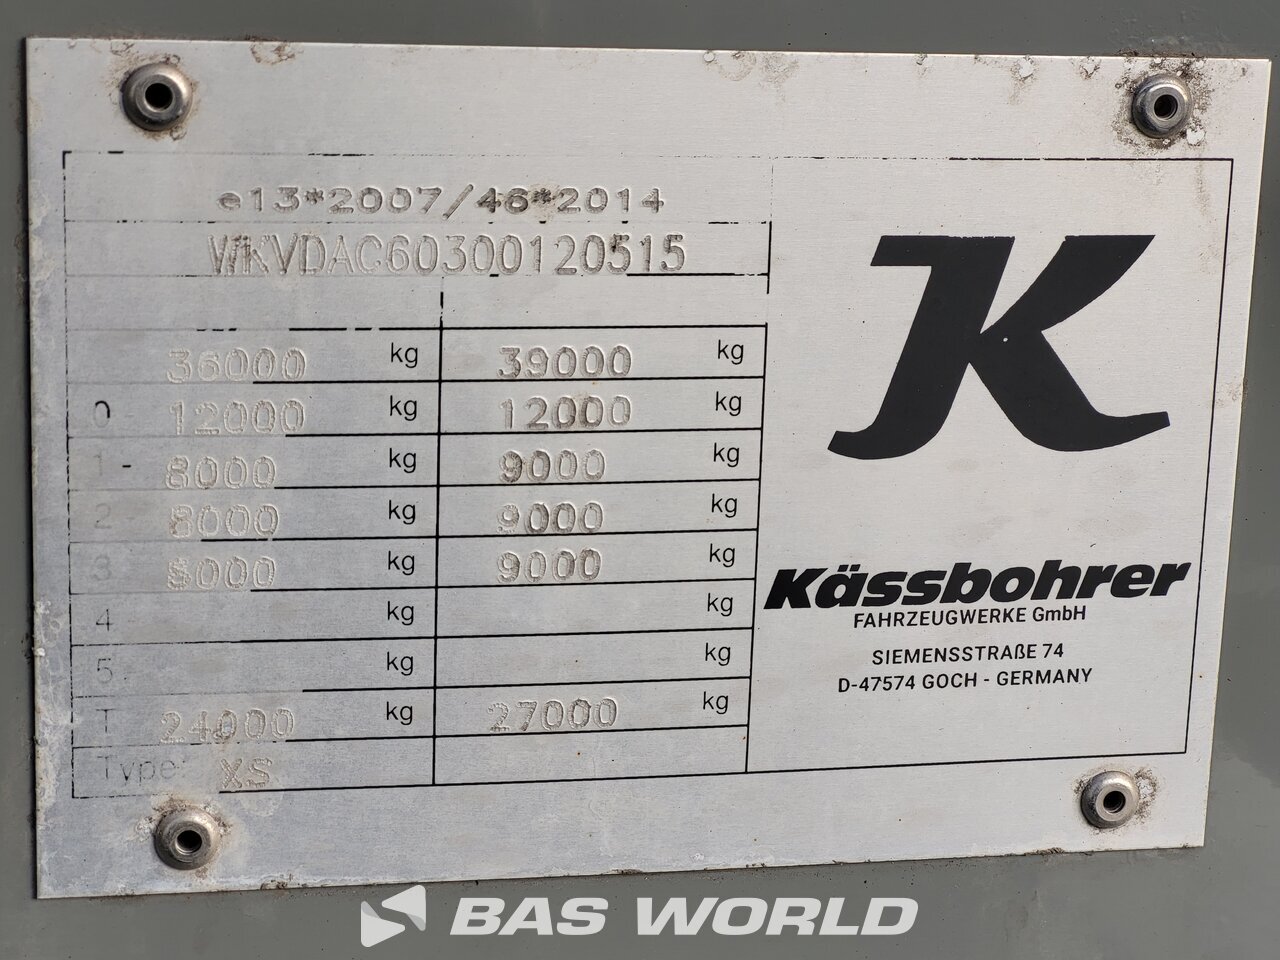 e13*2007/46*2014
WKVDAC60300120515
36000 kg 39000 kg
0 - 12000 kg 12000 kg
1 - 8000 kg 9000 kg
2 - 8000 kg 9000 kg
3 - 8000 kg 9000 kg
4 kg kg
5 kg kg
T 24000 kg 27000 kg
Type: XS
K
Kässbohrer
FAHRZEUGWERKE GmbH
SIEMENSSTRAßE 74
D-47574 GOCH - GERMANY
BAS WORLD